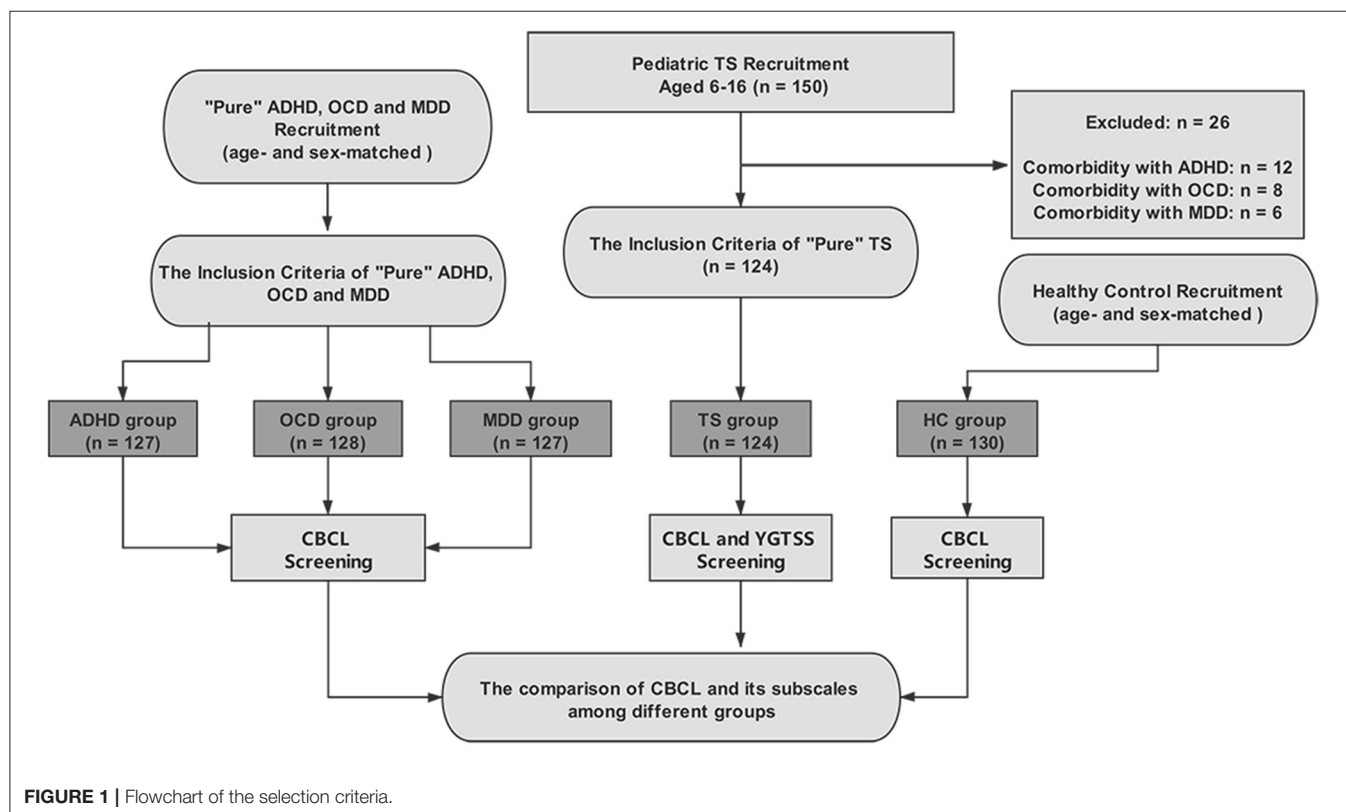 Pediatric TS Recruitment
Aged 6-16 (n = 150)
"Pure" ADHD, OCD and MDD
Recruitment
(age- and sex-matched )
Excluded: n = 26
Comorbidity with ADHD: n = 12
Comorbidity with OCD: n = 8
Comorbidity with MDD: n = 6
The Inclusion Criteria of "Pure" ADHD,
OCD and MDD
The Inclusion Criteria of "Pure" TS
(n = 124)
Healthy Control Recruitment
(age- and sex-matched )
ADHD group
(n = 127)
OCD group
(n = 128)
MDD group
(n = 127)
TS group
(n = 124)
HC group
(n = 130)
CBCL
Screening
CBCL and YGTSS
Screening
CBCL
Screening
The comparison of CBCL and its subscales
among different groups
FIGURE 1 | Flowchart of the selection criteria.